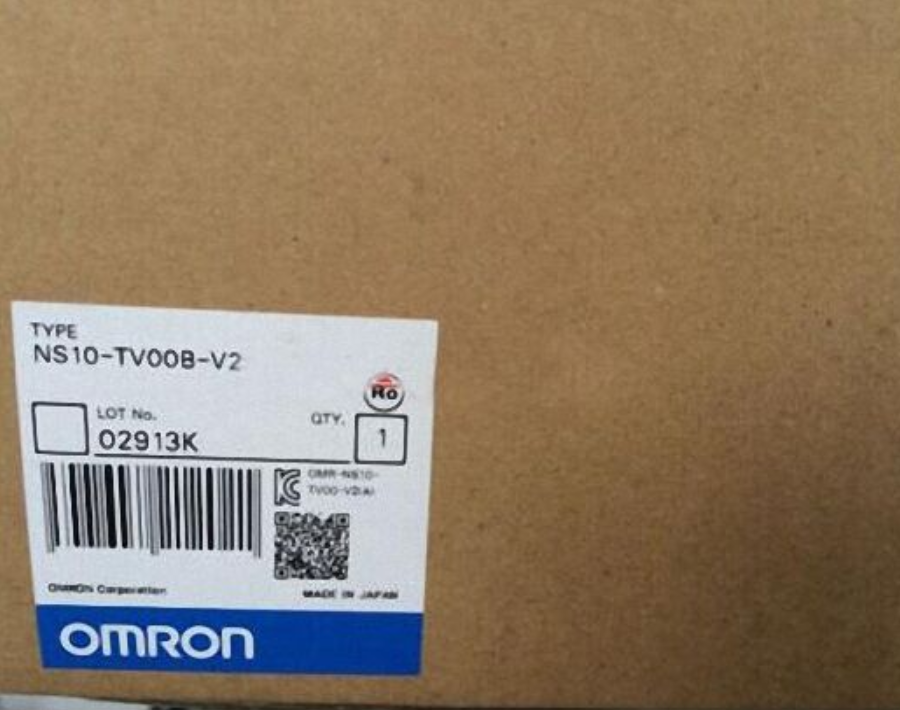 TYPE
NS10-TV00B-V2
Ro
LOT No.
QTY.
02913K
1
OMR-NS10-
TV00-V2(A)
OMRON Corporation
MADE IN JAPAN
OMRON